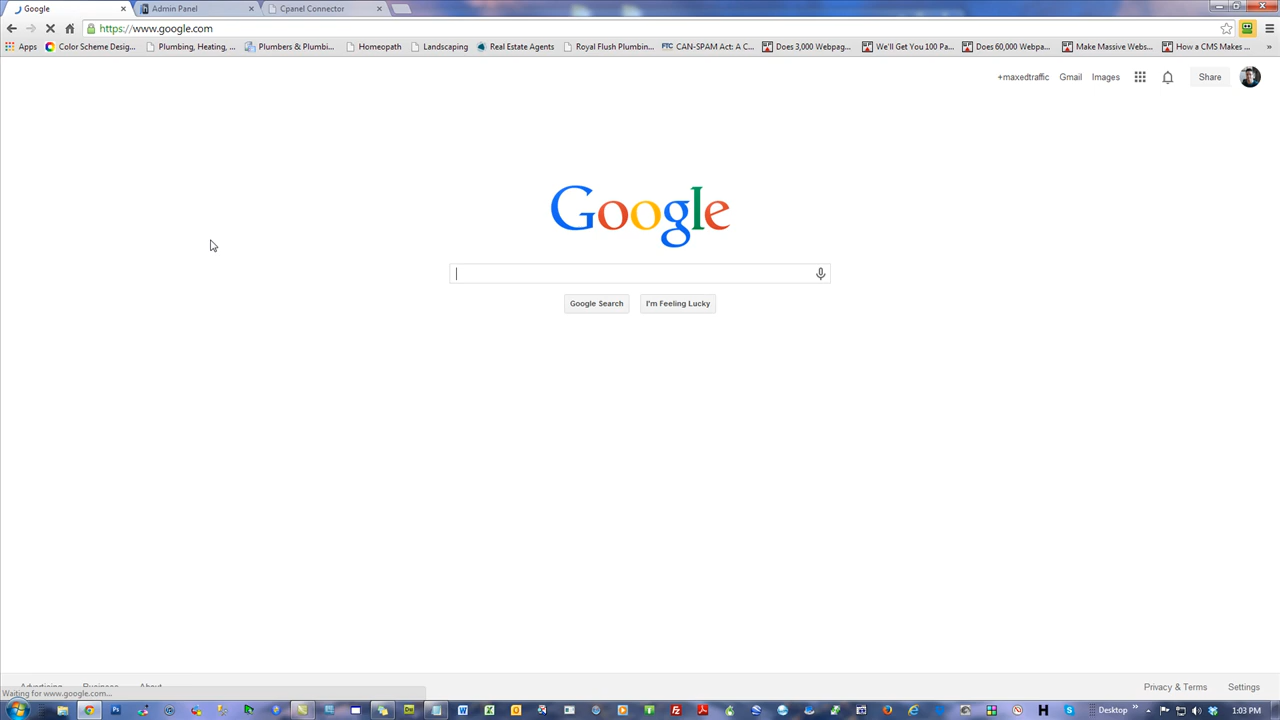 Google
Admin Panel
Cpanel Connector
https://www.google.com
Apps
Color Scheme Desig...
Plumbing, Heating, ...
Plumbers & Plumbi...
Homeopath
Landscaping
Real Estate Agents
Royal Flush Plumbin...
FTC CAN-SPAM Act: A C...
Does 3,000 Webpag...
We'll Get You 100 Pa...
Does 60,000 Webpa...
Make Massive Webs...
How a CMS Makes ...
+maxedtraffic
Gmail
Images
Share
Google
Google Search
I'm Feeling Lucky
Advertising
Business
About
Privacy & Terms
Settings
Waiting for www.google.com...
Desktop
1:03 PM